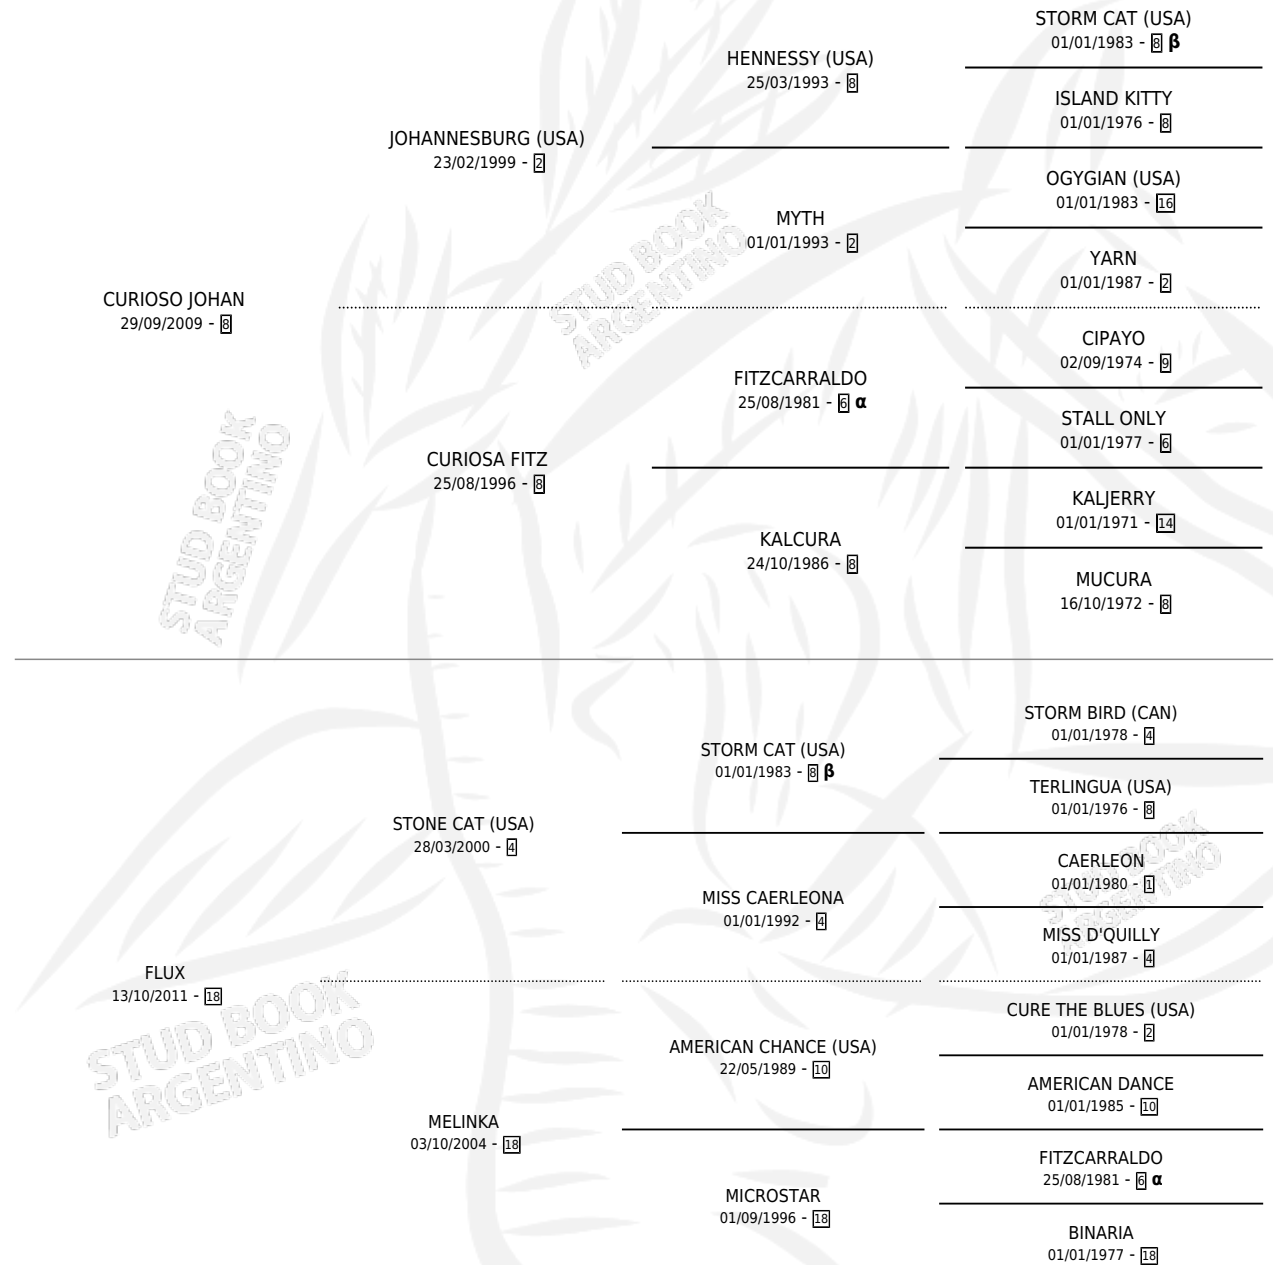 STORM CAT (USA)
01/01/1983 - 8 β
HENNESSY (USA)
25/03/1993 - 8
ISLAND KITTY
01/01/1976 - 8
JOHANNESBURG (USA)
23/02/1999 - 2
OGYGIAN (USA)
01/01/1983 - 16
MYTH
01/01/1993 - 2
YARN
01/01/1987 - 2
CURIOSO JOHAN
29/09/2009 - 8
CIPAYO
02/09/1974 - 9
FITZCARRALDO
25/08/1981 - 6 α
STALL ONLY
01/01/1977 - 6
CURIOSA FITZ
25/08/1996 - 8
KALJERRY
01/01/1971 - 14
KALCURA
24/10/1986 - 8
MUCURA
16/10/1972 - 8
STORM BIRD (CAN)
01/01/1978 - 4
STORM CAT (USA)
01/01/1983 - 8 β
TERLINGUA (USA)
01/01/1976 - 8
STONE CAT (USA)
28/03/2000 - 4
CAERLEON
01/01/1980 - 1
MISS CAERLEONA
01/01/1992 - 4
MISS D'QUILLY
01/01/1987 - 4
FLUX
13/10/2011 - 18
CURE THE BLUES (USA)
01/01/1978 - 2
AMERICAN CHANCE (USA)
22/05/1989 - 10
AMERICAN DANCE
01/01/1985 - 10
MELINKA
03/10/2004 - 18
FITZCARRALDO
25/08/1981 - 6 α
MICROSTAR
01/09/1996 - 18
BINARIA
01/01/1977 - 18
STUD BOOK
ARGENTINO
STUD BOOK
ARGENTINO
STUD BOOK
ARGENTINO
STUD BOOK
ARGENTINO